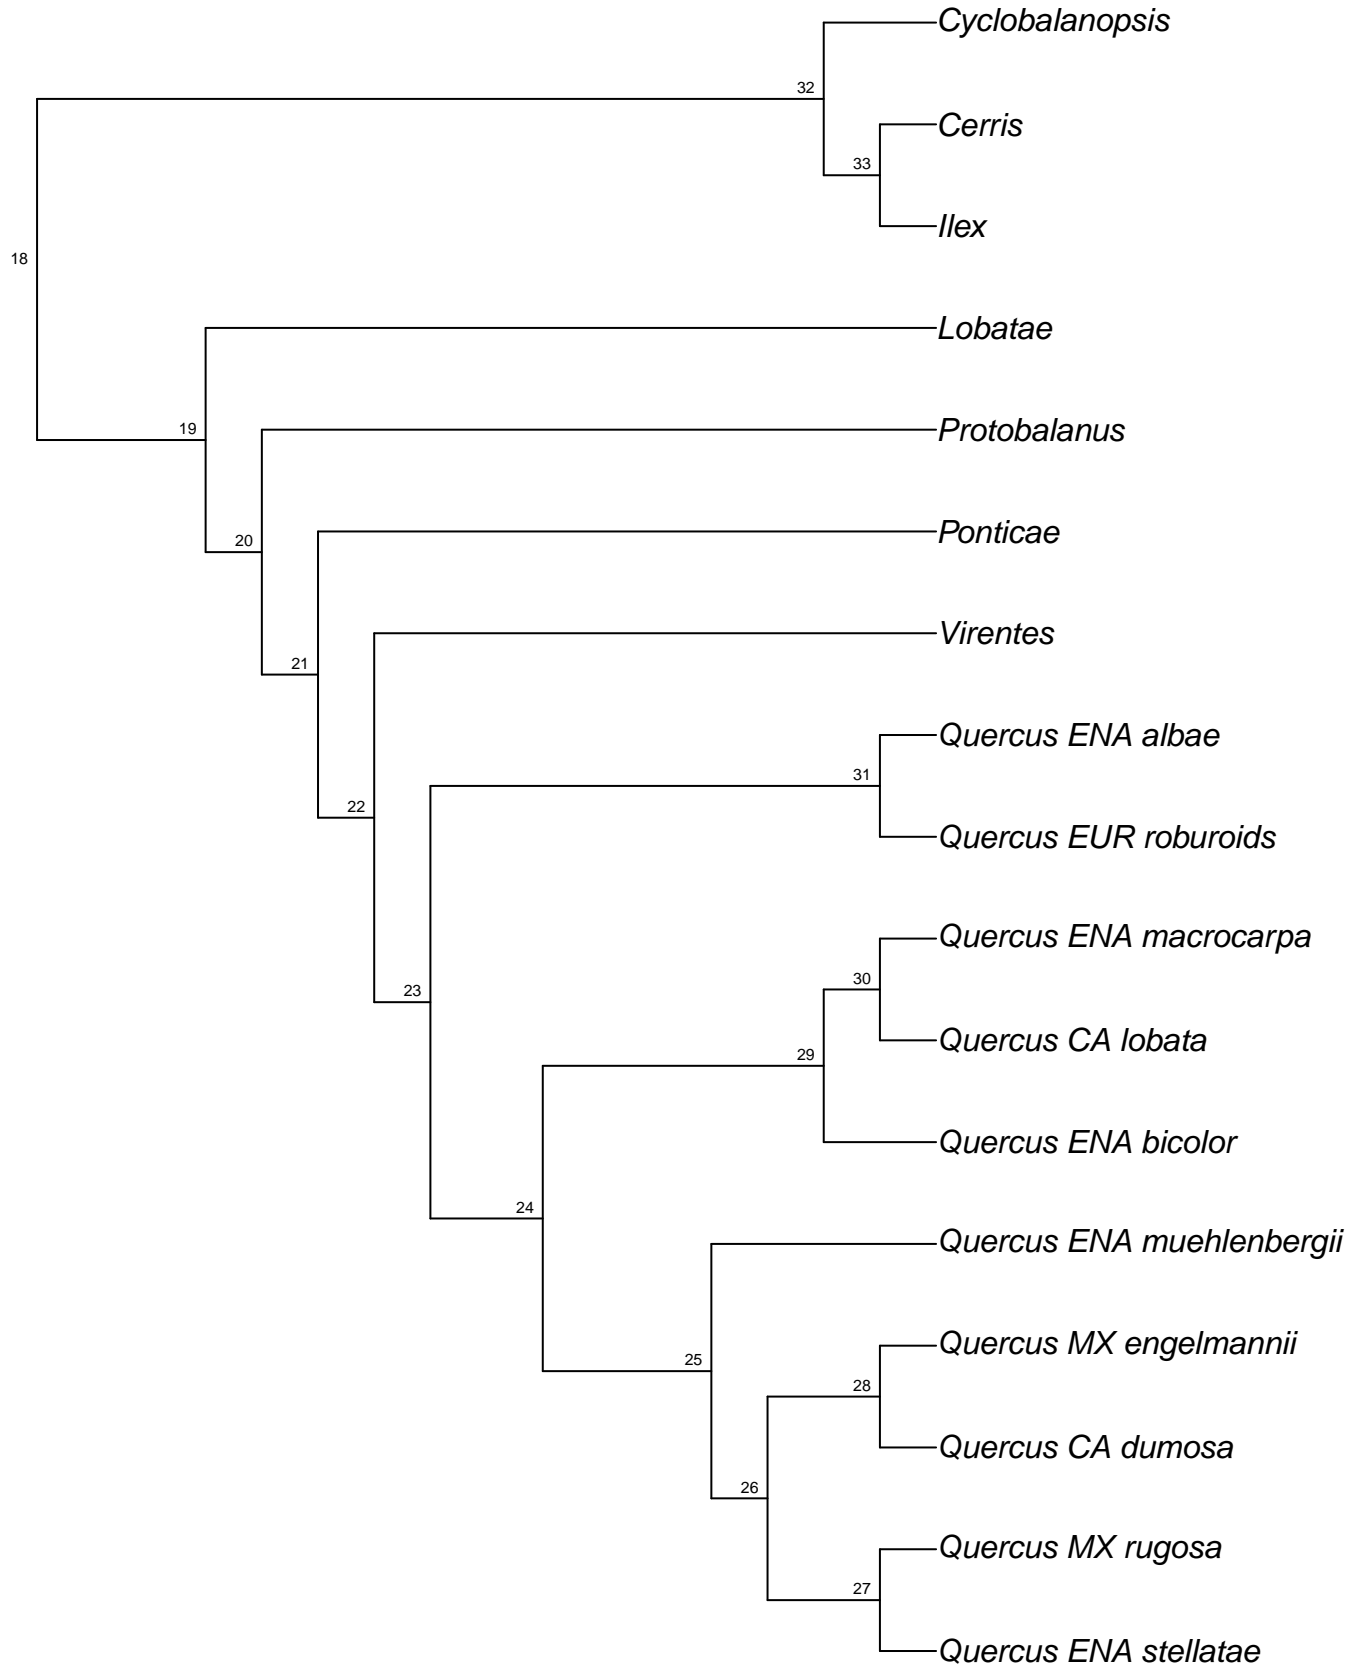 Cyclobalanopsis
32
Cerris
33
Ilex
18
Lobatae
19
Protobalanus
20
Ponticae
21
Virentes
Quercus ENA albae
31
22
Quercus EUR roburoids
Quercus ENA macrocarpa
30
23
Quercus CA lobata
29
Quercus ENA bicolor
24
Quercus ENA muehlenbergii
Quercus MX engelmannii
25
28
Quercus CA dumosa
26
Quercus MX rugosa
27
Quercus ENA stellatae